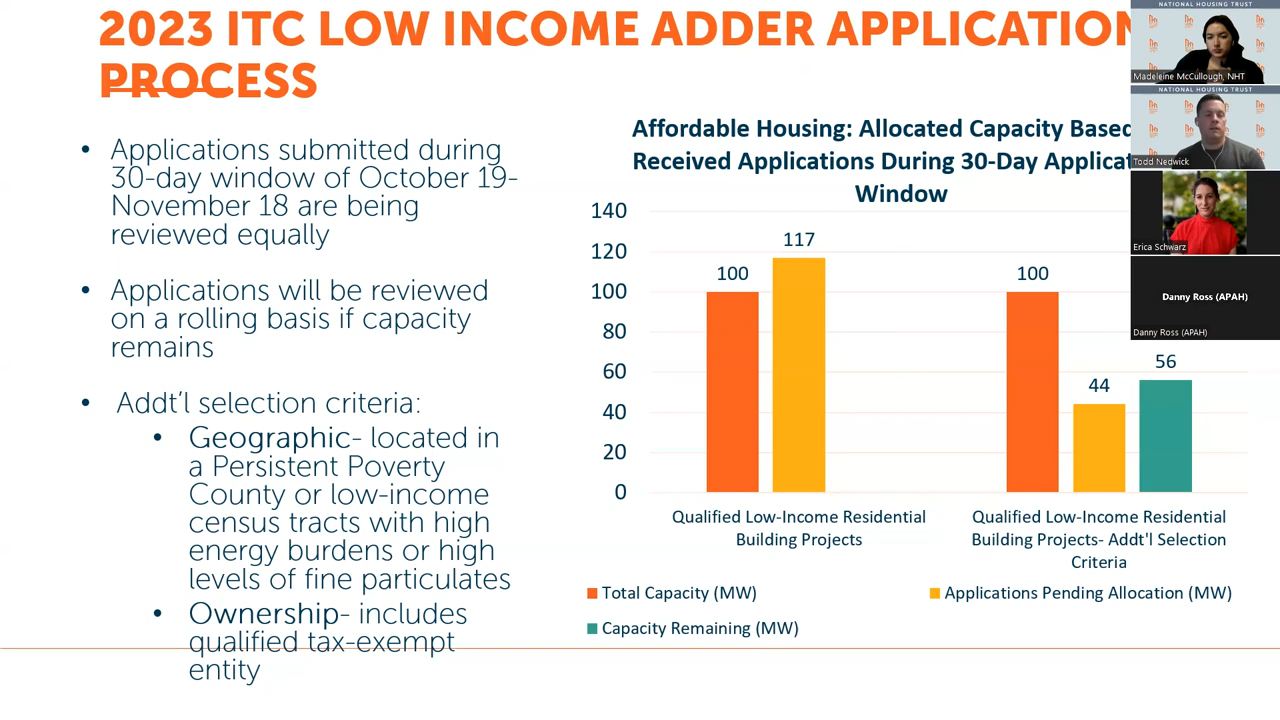 2023 ITC LOW INCOME ADDER APPLICATION
PROCESS
• Applications submitted during
30-day window of October 19-
November 18 are being
reviewed equally
• Applications will be reviewed
on a rolling basis if capacity
remains
• Addt'l selection criteria:
• Geographic- located in
a Persistent Poverty
County or low-income
census tracts with high
energy burdens or high
levels of fine particulates
• Ownership- includes
qualified tax-exempt
entity
Affordable Housing: Allocated Capacity Based
Received Applications During 30-Day
Window
140
120
100
80
60
40
20
0
100
117
100
44
56
Qualified Low-Income Residential
Building Projects
Qualified Low-Income Residential
Building Projects- Addt'l Selection
Criteria
Total Capacity (MW)
Applications Pending Allocation (MW)
Capacity Remaining (MW)
NATIONAL HOUSING TRUST
Madeleine McCullough, NHT
NATIONAL HOUSING TRUST
Todd Nedwick
Erica Schwarz
Danny Ross (APAH)
Danny Ross (APAH)